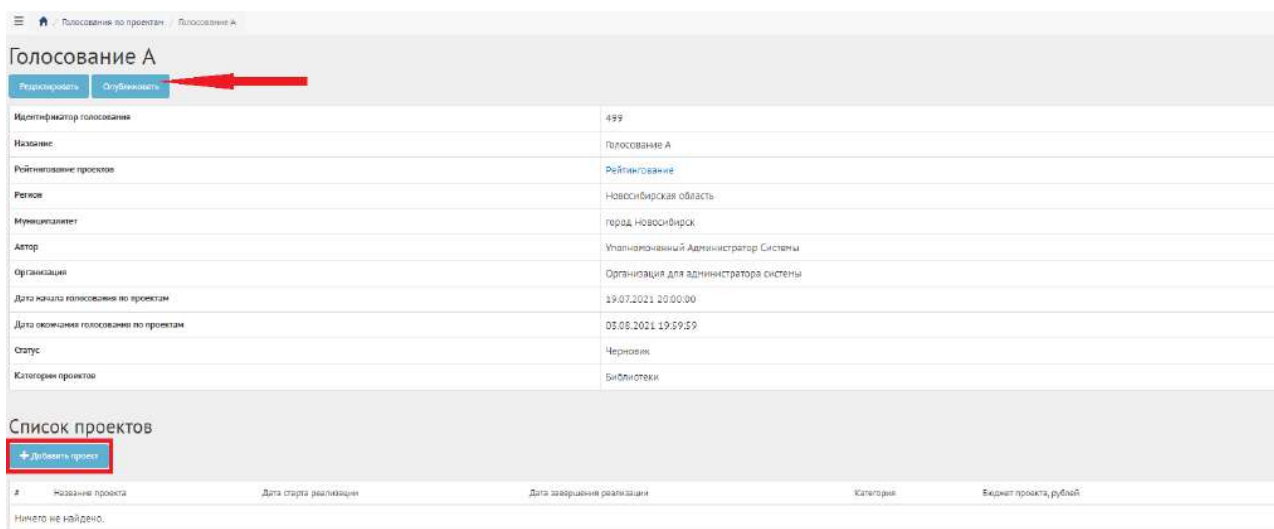 / Голосования по проектам / Голосование А
Голосование А
Редактировать Опубликовать
Идентификатор голосования 499
Название Голосование А
Рейтингование проектов Рейтингование
Регион Новосибирская область
Муниципалитет город Новосибирск
Автор Уполномоченный Администратор Системы
Организация Организация для администратора системы
Дата начала голосования по проектам 19.07.2021 20:00:00
Дата окончания голосования по проектам 03.08.2021 19:59:59
Статус Черновик
Категории проектов Библиотеки
Список проектов
+ Добавить проект
# Название проекта Дата старта реализации Дата завершения реализации Категория Бюджет проекта, рублей
Ничего не найдено.